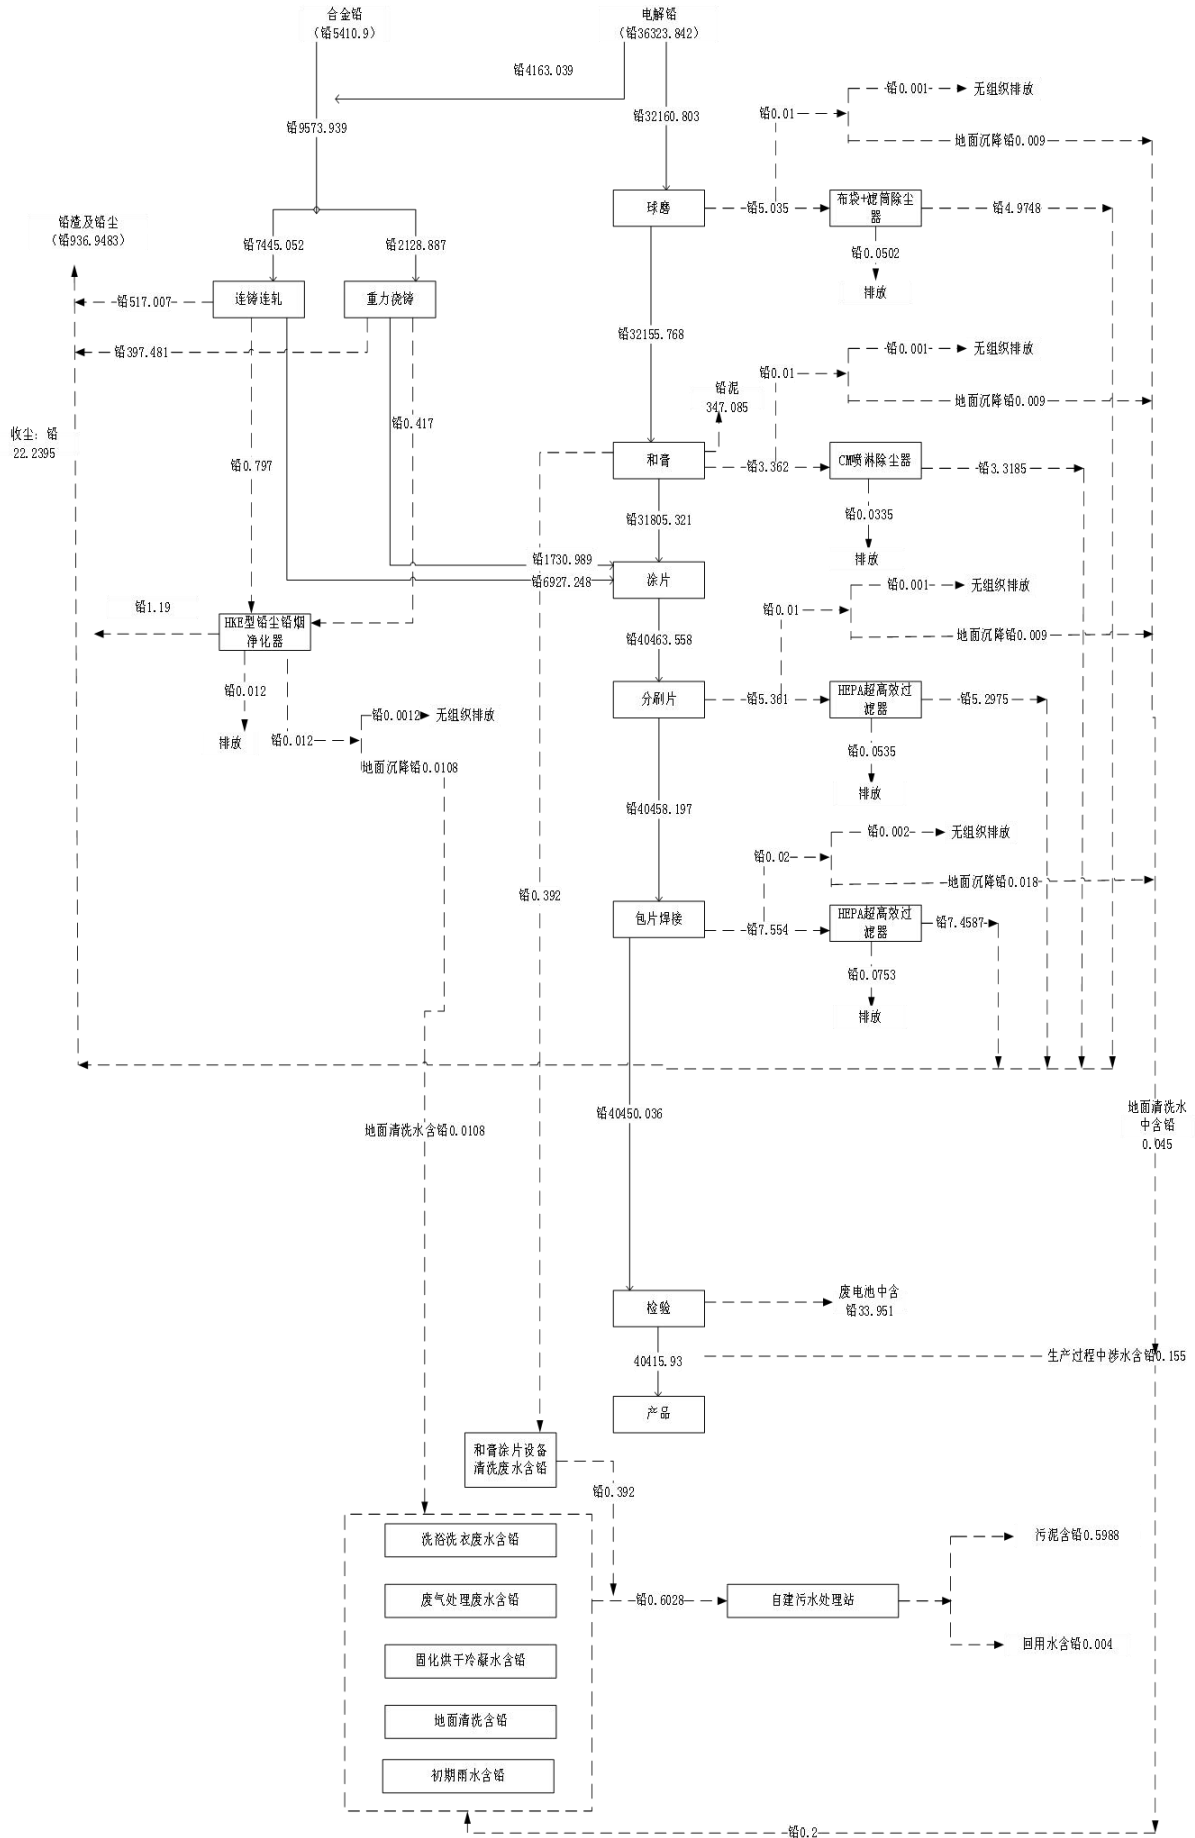 合金铅
（铅5410.9）
电解铅
（铅36323.842）
铅4163.039
铅9573.939
铅32160.803
铅0.01
铅0.001
无组织排放
地面沉降铅0.009
铅渣及铅尘
（铅936.9483）
球磨
铅5.035
布袋+滤筒除尘
器
铅4.9748
铅7445.052
铅2128.887
铅0.0502
排放
连铸连轧
重力浇铸
铅517.007
铅397.481
铅32155.768
铅0.01
铅0.001
无组织排放
地面沉降铅0.009
铅泥
347.085
铅0.417
收尘：铅
22.2395
铅0.797
和膏
铅3.362
CM喷淋除尘器
铅3.3185
铅31805.321
铅0.0335
排放
铅1730.989
铅6927.248
涂片
铅0.01
铅0.001
无组织排放
地面沉降铅0.009
铅1.19
HKE型铅尘铅烟
净化器
铅40463.558
铅0.012
排放
铅0.012
铅0.0012
无组织排放
地面沉降铅0.0108
分刷片
铅5.361
HEPA超高效过
滤器
铅5.2975
铅0.0535
排放
铅40458.197
铅0.02
铅0.002
无组织排放
地面沉降铅0.018
铅0.392
包片焊接
铅7.554
HEPA超高效过
滤器
铅7.4587
铅0.0753
排放
铅40450.036
地面清洗水含铅0.0108
地面清洗水
中含铅
0.045
检验
废电池中含
铅33.951
40415.93
生产过程中涉水含铅0.155
产品
和膏涂片设备
清洗废水含铅
铅0.392
洗浴洗衣废水含铅
废气处理废水含铅
固化烘干冷凝水含铅
地面清洗含铅
初期雨水含铅
铅0.6028
自建污水处理站
污泥含铅0.5988
回用水含铅0.004
铅0.2